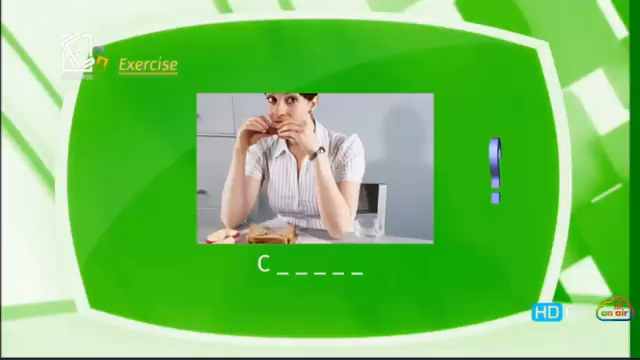 Exercise
C _ _ _ _ _
HD
on air